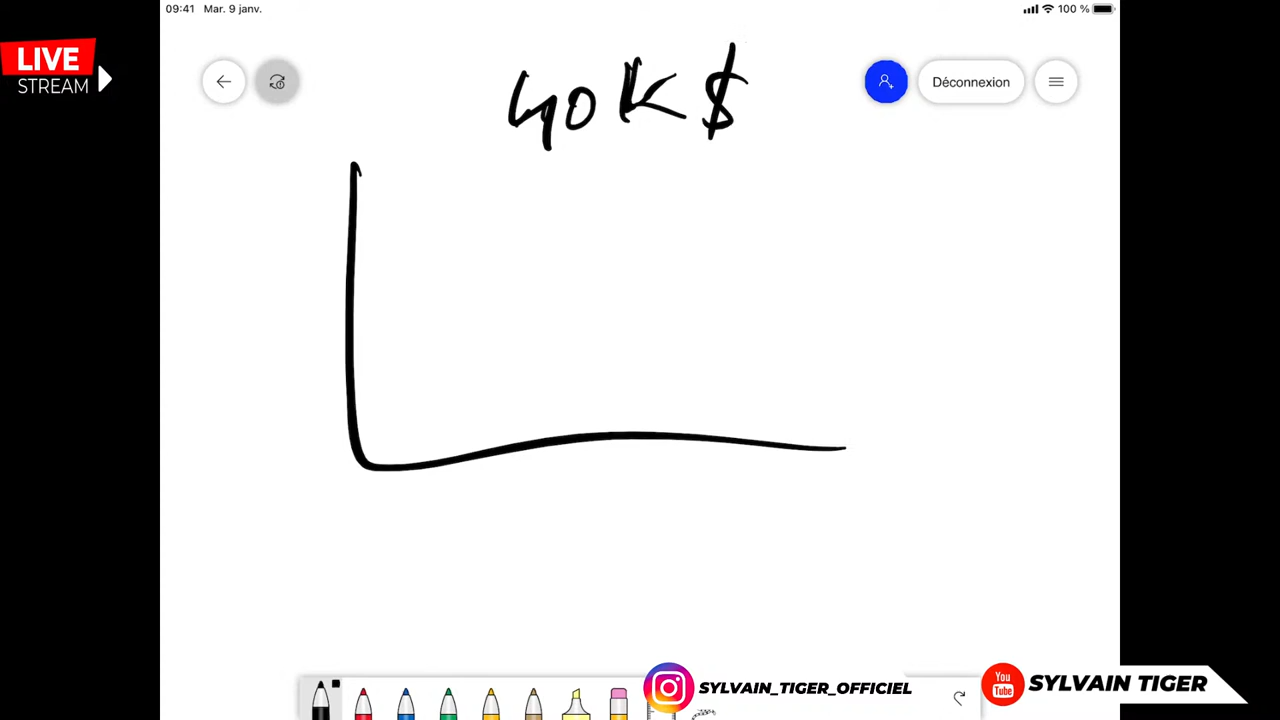 09:41 Mar. 9 janv.
100 %
LIVE
STREAM
40K $
Déconnexion
SYLVAIN_TIGER_OFFICIEL
You
Tube
SYLVAIN TIGER